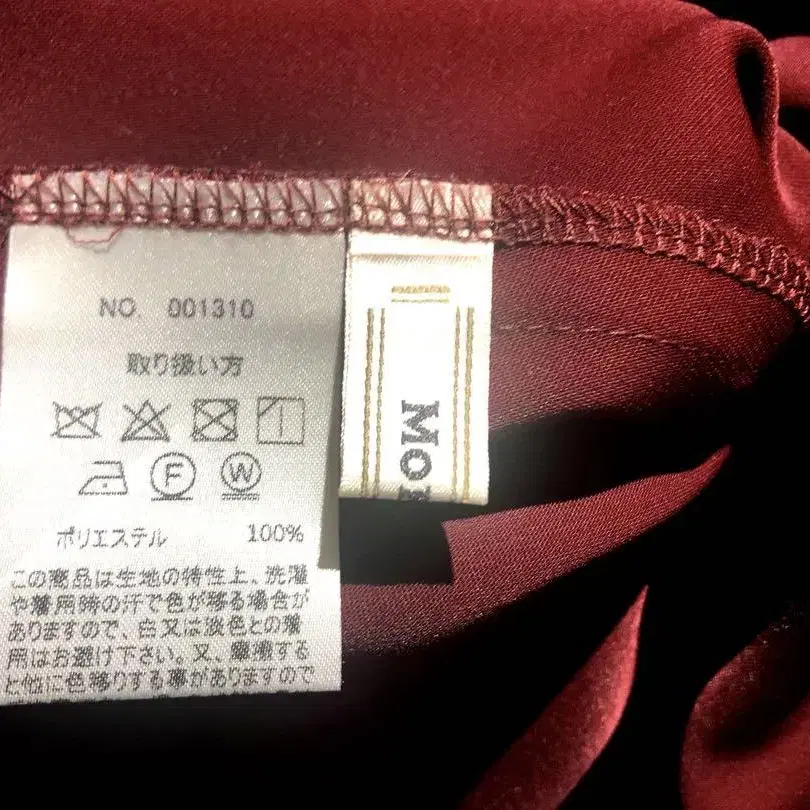 NO 001310
取り扱い方
F W
ポリエステル 100%
この商品は生地の特性上、洗濯
や着用時の汗で色が移る場合が
ありますので、白又は淡色との着
用はお避け下さい。又、摩擦する
と他に色移りする事がありますので
Mo